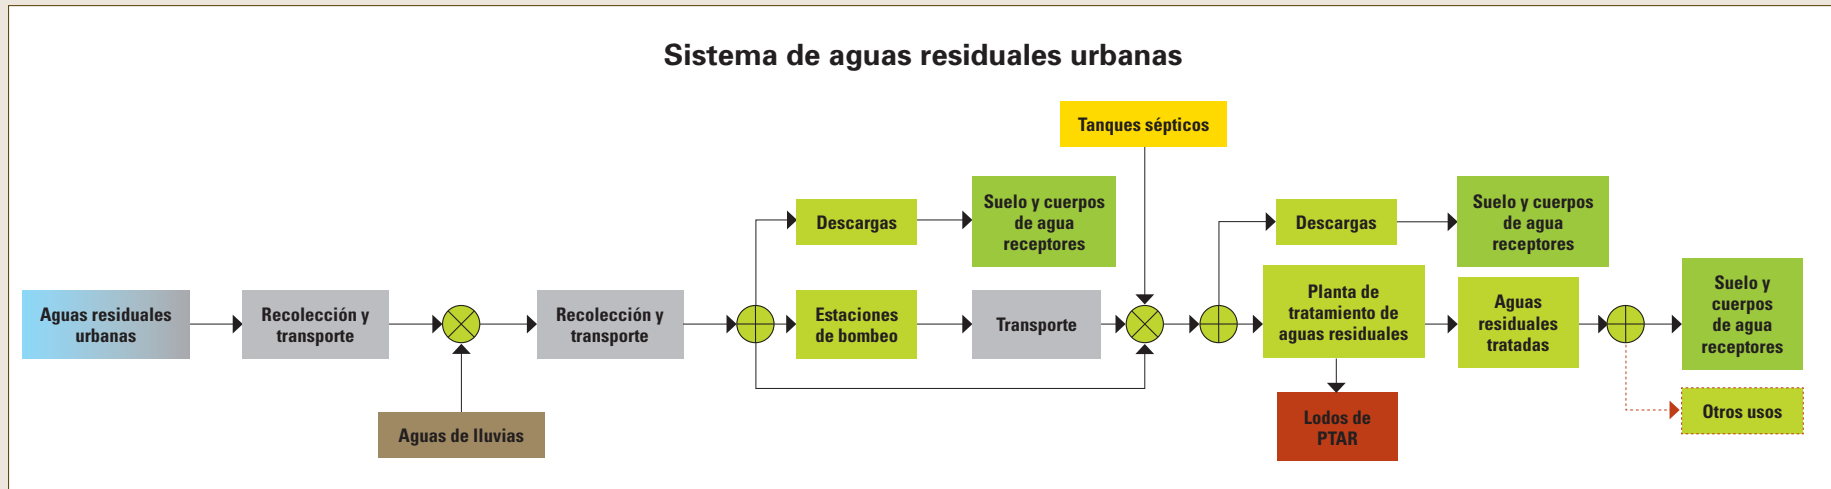 Sistema de aguas residuales urbanas
Tanques sépticos
Descargas
Suelo y cuerpos
de agua
receptores
Descargas
Suelo y cuerpos
de agua
receptores
Aguas residuales
urbanas
Recolección y
transporte
Recolección y
transporte
Estaciones
de bombeo
Transporte
Planta de
tratamiento de
aguas residuales
Aguas
residuales
tratadas
Suelo y
cuerpos
de agua
receptores
Aguas de lluvias
Lodos de
PTAR
Otros usos